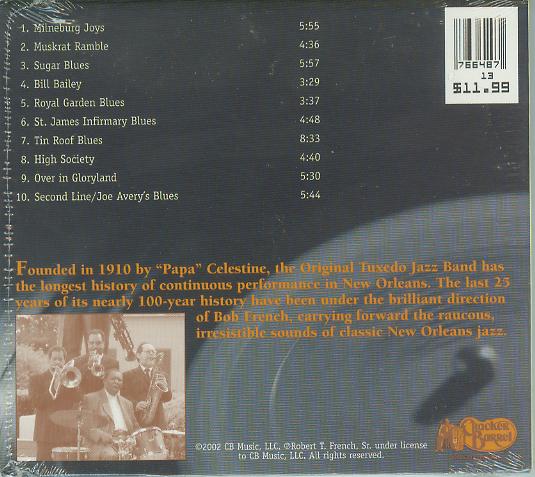 1. Milneburg Joys 5:55
2. Muskrat Ramble 4:36
3. Sugar Blues 5:57
4. Bill Bailey 3:29
5. Royal Garden Blues 3:37
6. St. James Infirmary Blues 4:48
7. Tin Roof Blues 8:33
8. High Society 4:40
9. Over in Gloryland 5:30
10. Second Line/Joe Avery's Blues 5:44
766487
13
$11.99
Founded in 1910 by "Papa" Celestine, the Original Tuxedo Jazz Band has
the longest history of continuous performance in New Orleans. The last 25
years of its nearly 100-year history have been under the brilliant direction
of Bob French, carrying forward the raucous,
irresistible sounds of classic New Orleans jazz.
©2002 CB Music, LLC, ℗Robert T. French, Sr. under license
to CB Music, LLC. All rights reserved.
Cracker
Barrel